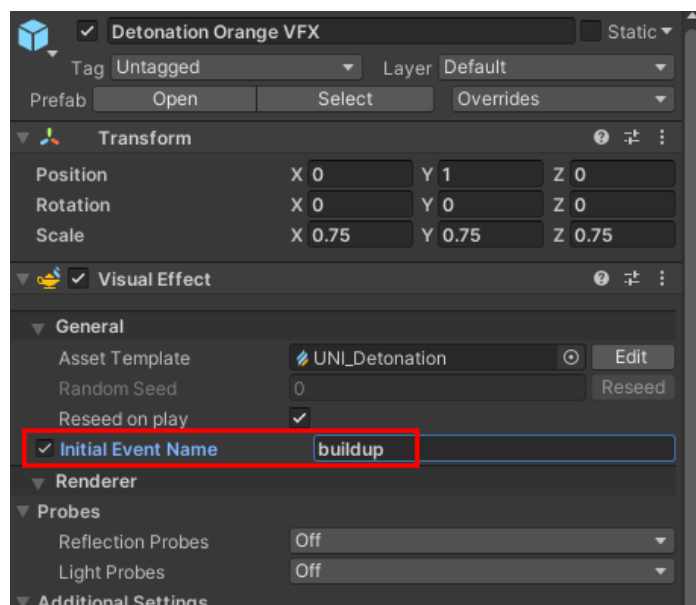 Detonation Orange VFX Static
Tag Untagged Layer Default
Prefab Open Select Overrides
Transform
Position X 0 Y 1 Z 0
Rotation X 0 Y 0 Z 0
Scale X 0.75 Y 0.75 Z 0.75
Visual Effect
General
Asset Template UNI_Detonation Edit
Random Seed 0 Reseed
Reseed on play
Initial Event Name buildup
Renderer
Probes
Reflection Probes Off
Light Probes Off
Additional Settings